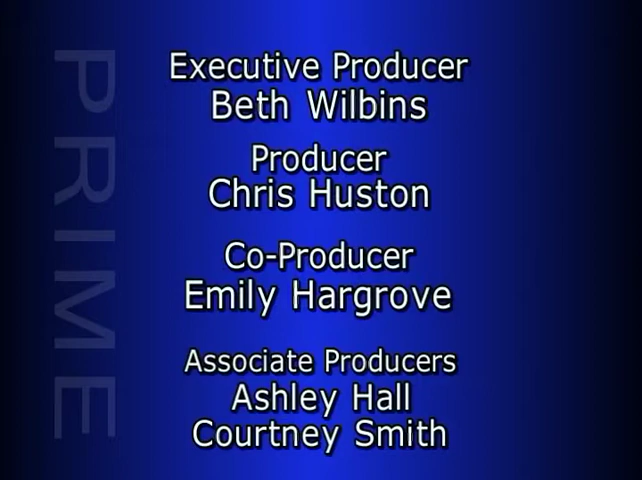 PRIME
Executive Producer
Beth Wilbins
Producer
Chris Huston
Co-Producer
Emily Hargrove
Associate Producers
Ashley Hall
Courtney Smith